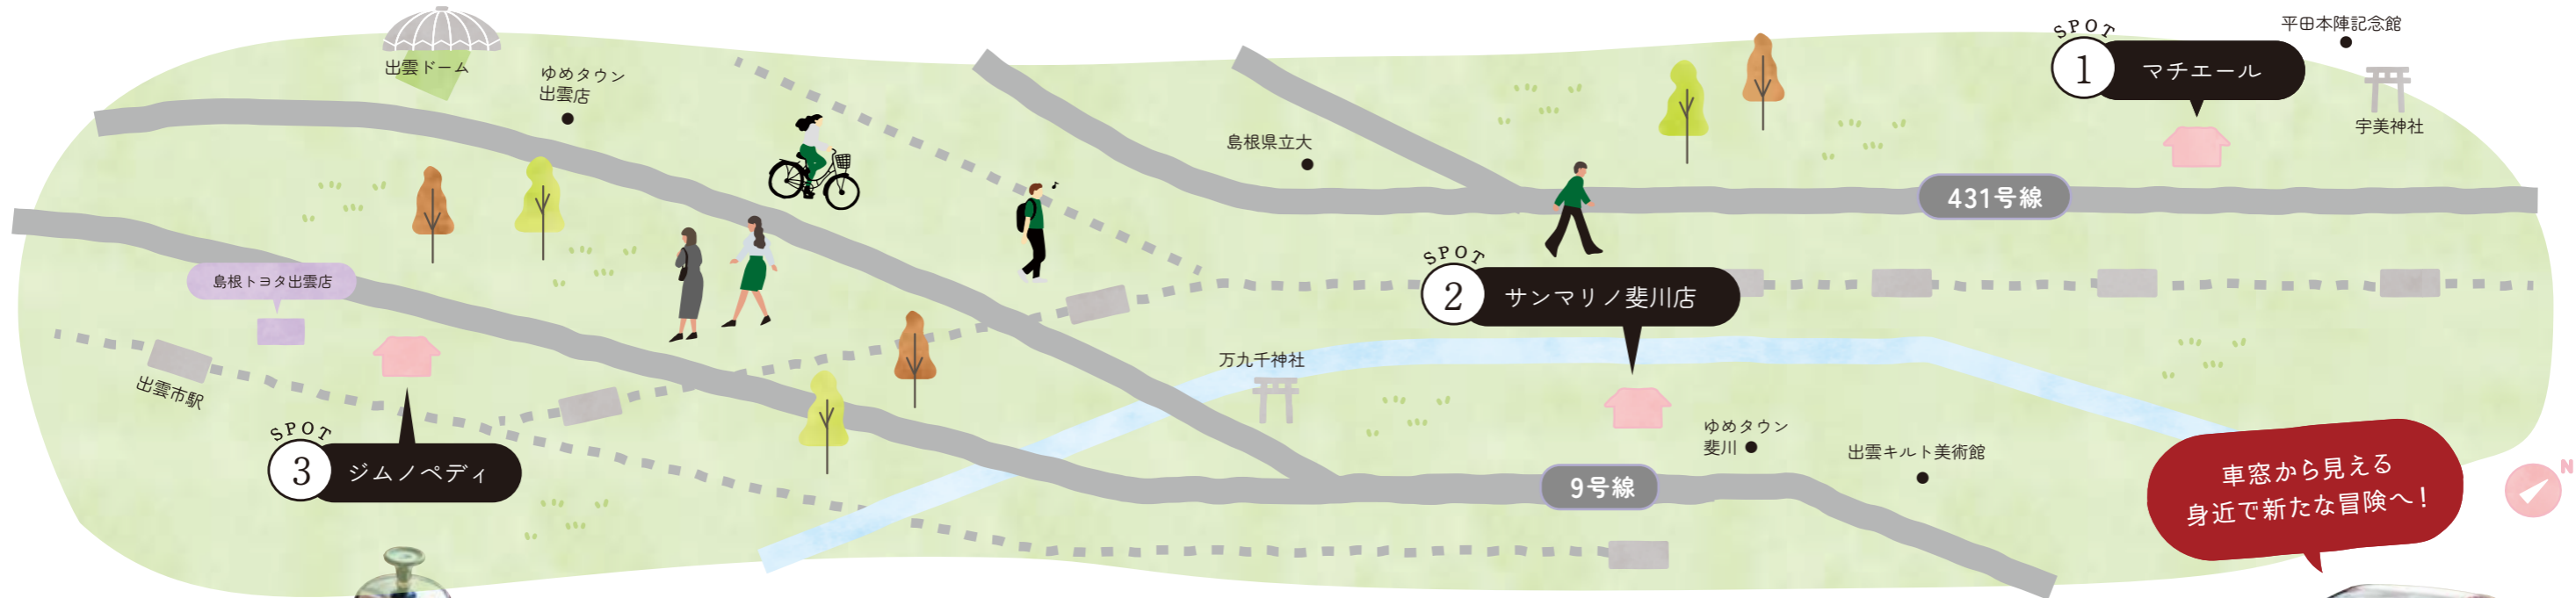 出雲ドーム
ゆめタウン
出雲店
島根県立大
SPOT
1
マチエール
平田本陣記念館
宇美神社
431号線
島根トヨタ出雲店
SPOT
2
サンマリノ斐川店
出雲市駅
万九千神社
SPOT
3
ジムノペディ
ゆめタウン
斐川
出雲キルト美術館
9号線
車窓から見える
身近で新たな冒険へ!
N